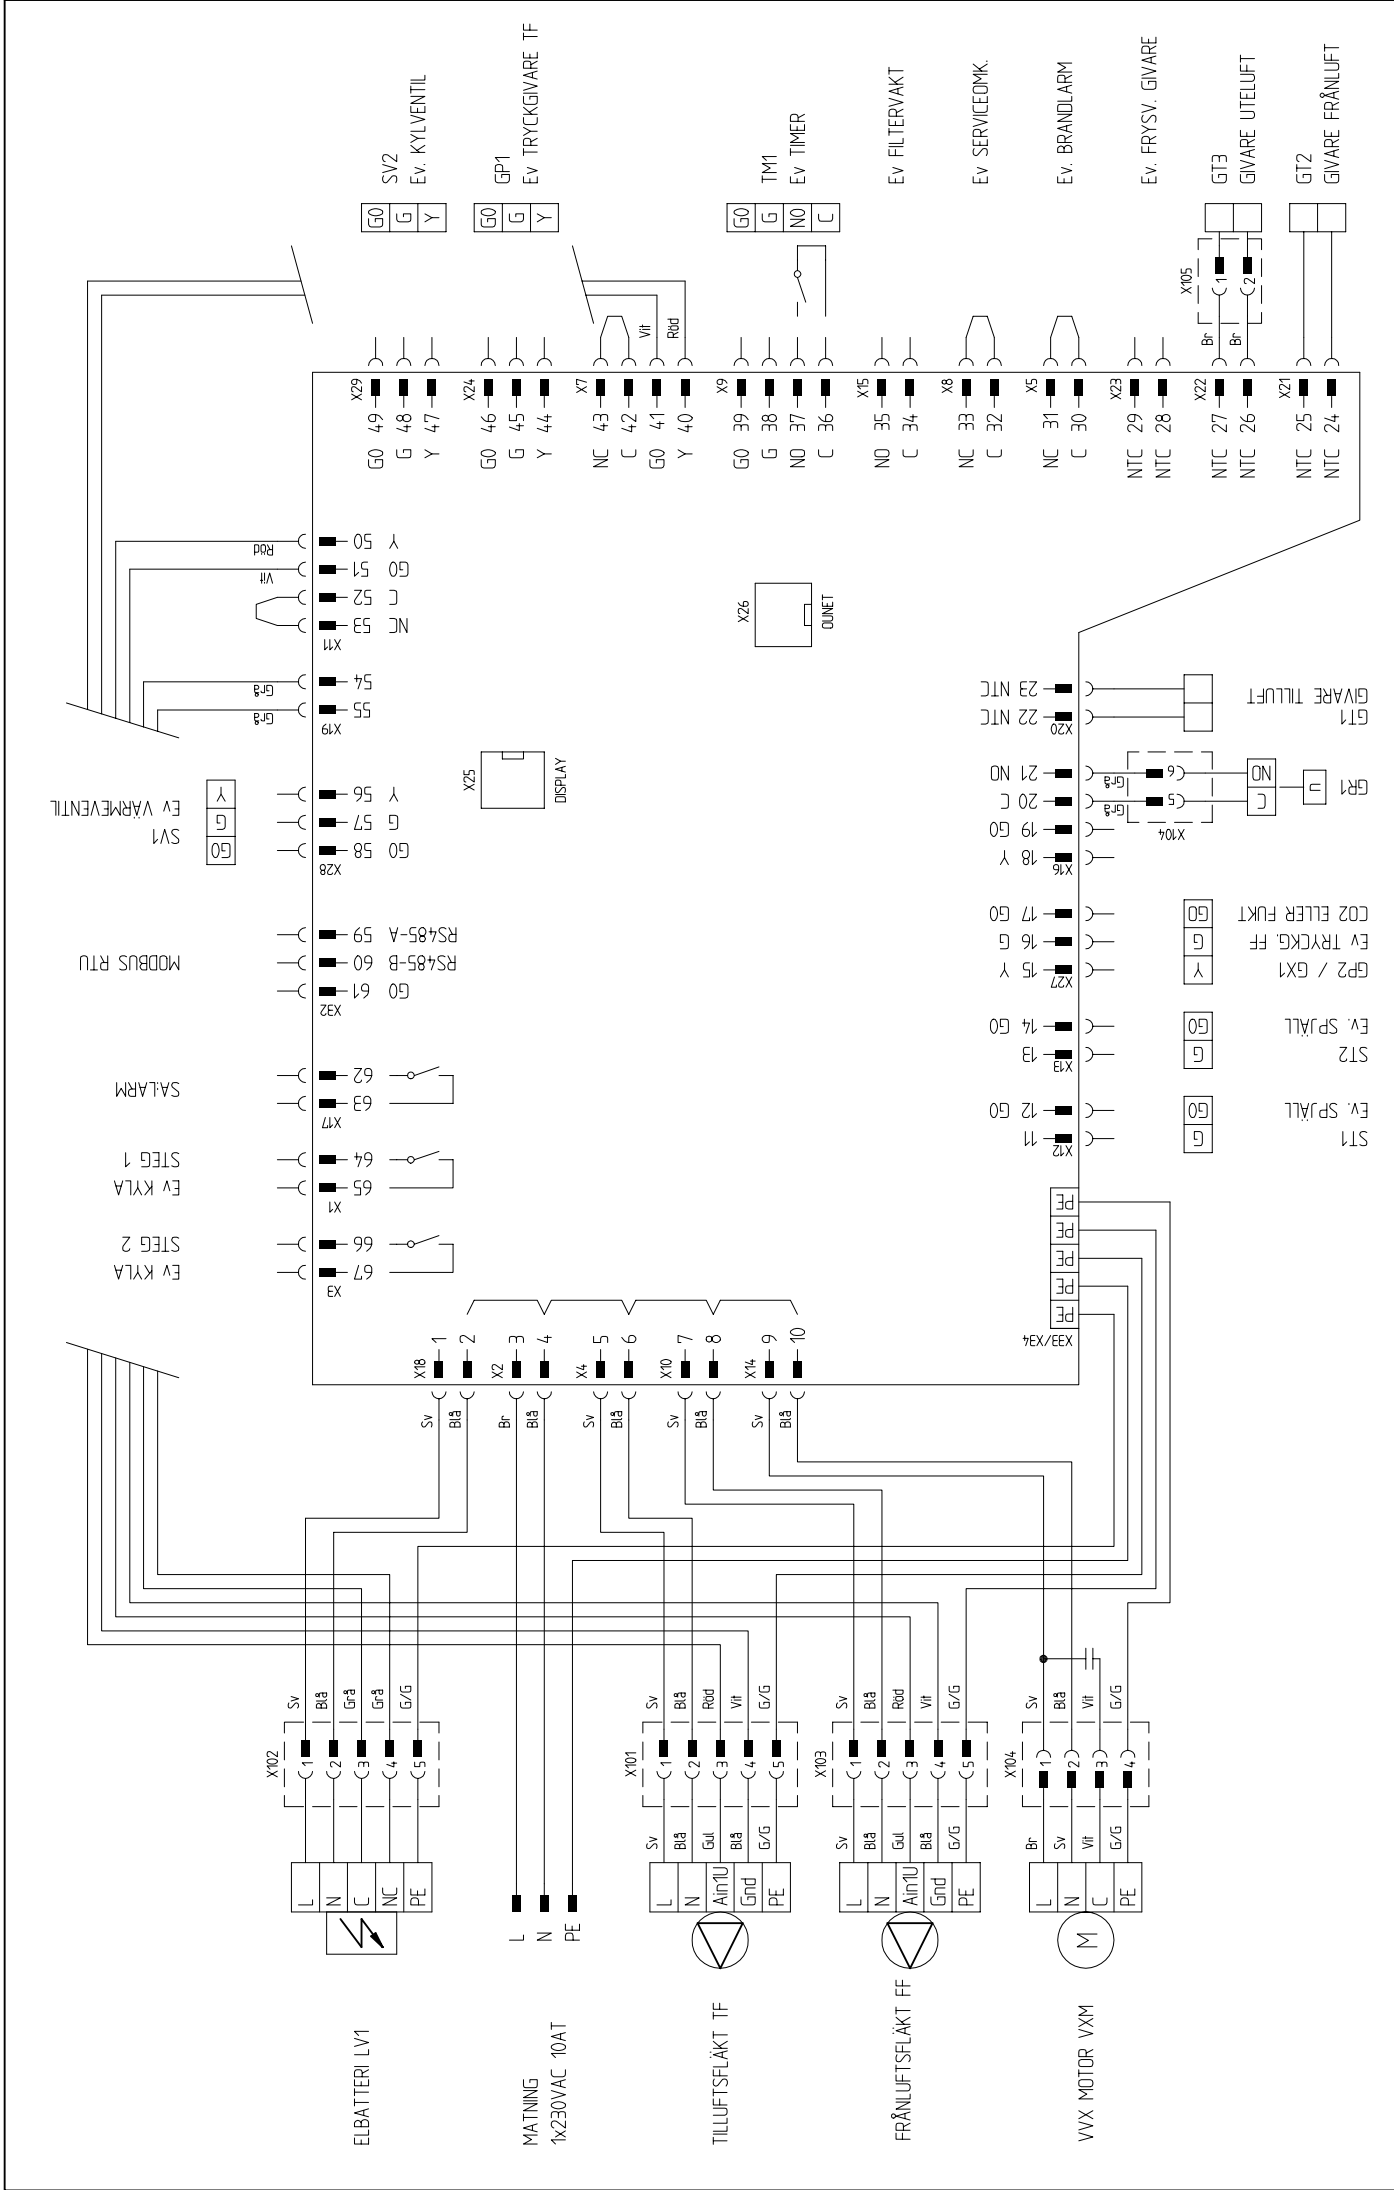 SV2
Ev. KYLVENTIL
G0
G
Y
GP1
Ev TRYCKGIVARE TF
G0
G
Y
TM1
Ev TIMER
G0
G
NO
C
Ev FILTERVAKT
Ev SERVICEOMK.
Ev. BRANDLARM
Ev. FRYSV. GIVARE
GT3
GIVARE UTELUFT
GT2
GIVARE FRÅNLUFT
X105
1
2
Br
Br
Vit
Röd
X29
G0 49
G 48
Y 47
X24
G0 46
G 45
Y 44
X7
NC 43
C 42
G0 41
Y 40
X9
G0 39
G 38
NO 37
C 36
X15
NO 35
C 34
X8
NC 33
C 32
X5
NC 31
C 30
X23
NTC 29
NTC 28
X22
NTC 27
NTC 26
X21
NTC 25
NTC 24
Röd
Vit
50 Y
51 G0
52 C
53 NC
X11
Grå
Grå
54
55
X19
SV1
Ev VÄRMEVENTIL
Y
G
G0
56 Y
57 G
58 G0
X28
MODBUS RTU
59 RS485-A
60 RS485-B
61 G0
X32
SA:LARM
62
63
X17
STEG 1
Ev KYLA
64
65
X1
STEG 2
Ev KYLA
66
67
X3
X25
DISPLAY
X26
OUNET
23 NTC
22 NTC
X20
GT1
GIVARE TILLUFT
21 NO
20 C
19 G0
18 Y
X16
Grå
Grå
6
5
X104
NO
C
n
GR1
17 G0
16 G
15 Y
X27
G0
G
Y
GP2 / GX1
Ev TRYCKG. FF
CO2 ELLER FUKT
14 G0
13
X13
G0
G
ST2
Ev. SPJÄLL
12 G0
11
X12
G0
G
ST1
Ev. SPJÄLL
PE
PE
PE
PE
PE
X33/X34
X18
1
2
X2
3
4
X4
5
6
X10
7
8
X14
9
10
Sv
Blå
Br
Blå
Sv
Blå
Sv
Blå
Sv
Blå
X102
Sv
Blå
Grå
Grå
G/G
1
2
3
4
5
L
N
C
NC
PE
ELBATTERI LV1
L
N
PE
MATNING
1x230VAC 10AT
X101
Sv
Blå
Röd
Vit
G/G
1
2
3
4
5
Sv
Blå
Gul
Blå
G/G
L
N
Ain1U
Gnd
PE
TILLUFTSFLÄKT TF
X103
Sv
Blå
Röd
Vit
G/G
1
2
3
4
5
Sv
Blå
Gul
Blå
G/G
L
N
Ain1U
Gnd
PE
FRÅNLUFTSFLÄKT FF
X104
Sv
Blå
Vit
G/G
1
2
3
4
Br
Sv
Vit
G/G
L
N
C
PE
M
VVX MOTOR VXM